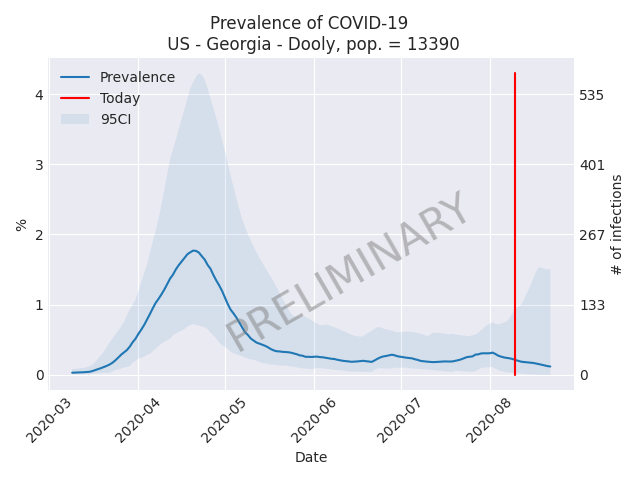 Prevalence of COVID-19
US - Georgia - Dooly, pop. = 13390
Prevalence
Today
95CI
4
3
2
1
0
%
535
401
267
133
0
# of infections
PRELIMINARY
2020-03
2020-04
2020-05
2020-06
2020-07
2020-08
Date